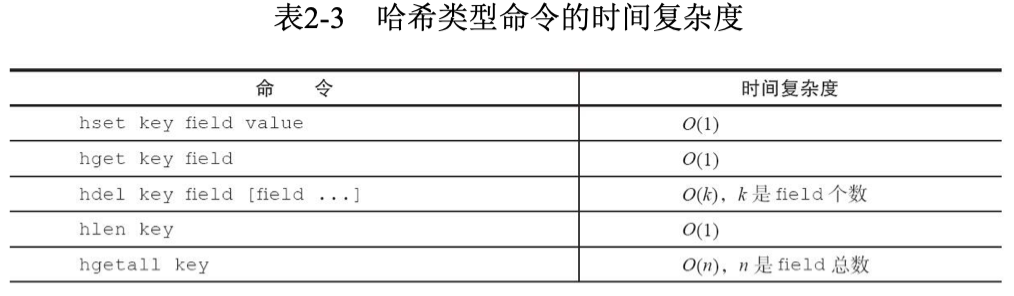 表2-3 哈希类型命令的时间复杂度
命 令 时间复杂度
hset key field value O(1)
hget key field O(1)
hdel key field [field ...] O(k)，k 是 field 个数
hlen key O(1)
hgetall key O(n)，n 是 field 总数